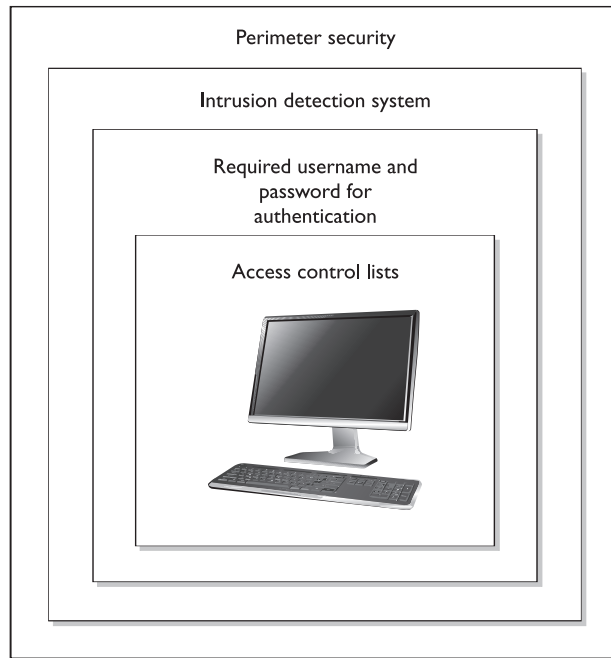 Perimeter security
Intrusion detection system
Required username and
password for
authentication
Access control lists